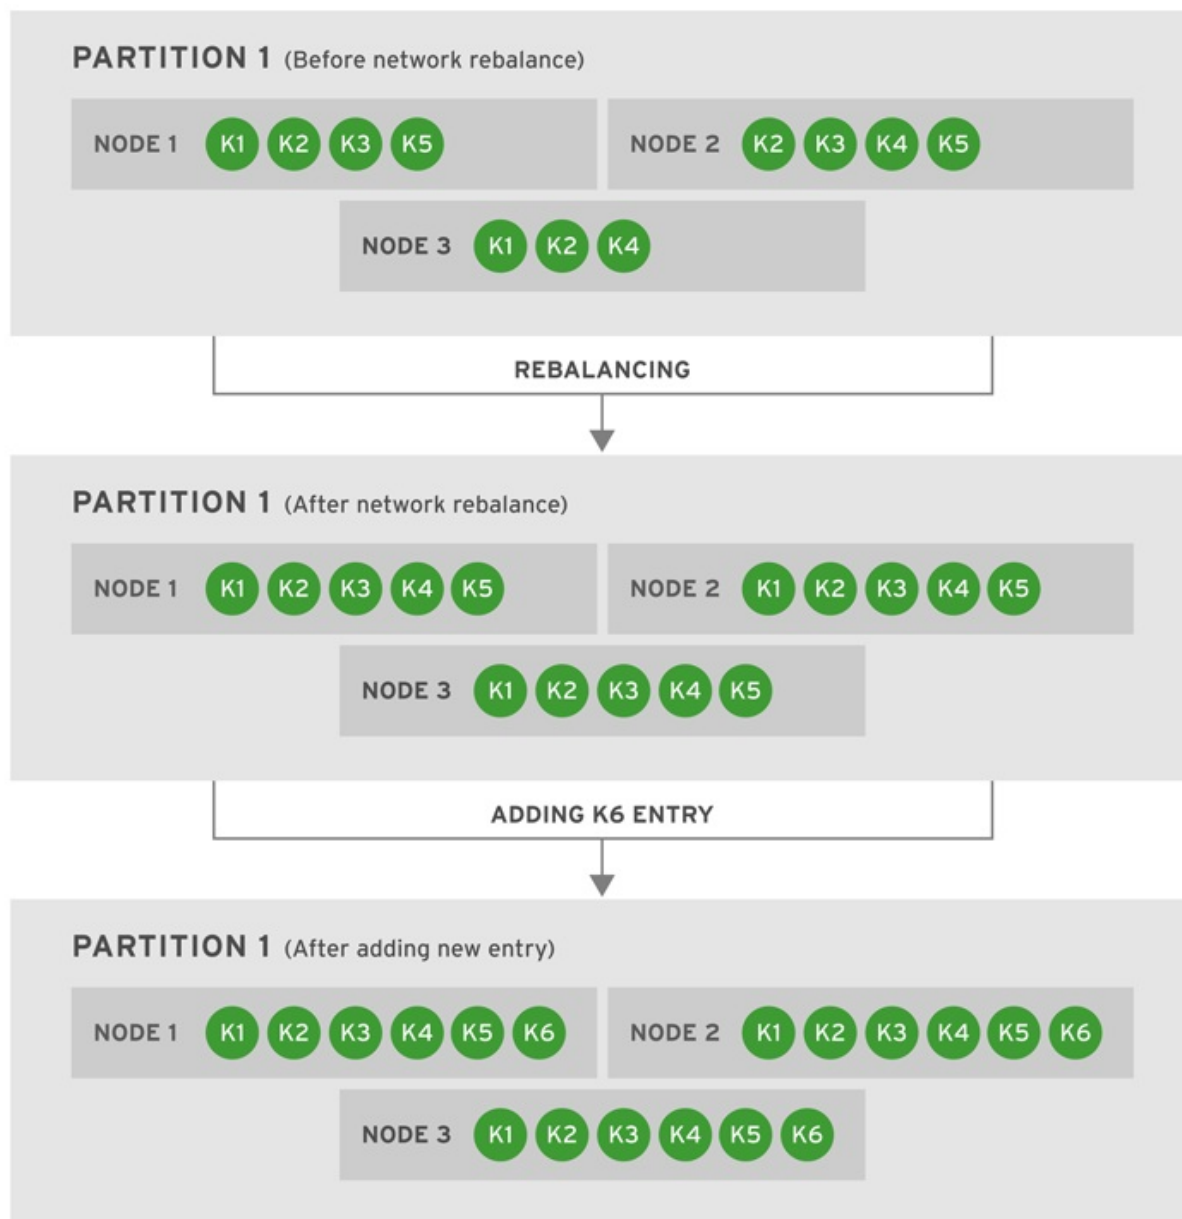 PARTITION 1 (Before network rebalance)
NODE 1 K1 K2 K3 K5
NODE 2 K2 K3 K4 K5
NODE 3 K1 K2 K4
REBALANCING
PARTITION 1 (After network rebalance)
NODE 1 K1 K2 K3 K4 K5
NODE 2 K1 K2 K3 K4 K5
NODE 3 K1 K2 K3 K4 K5
ADDING K6 ENTRY
PARTITION 1 (After adding new entry)
NODE 1 K1 K2 K3 K4 K5 K6
NODE 2 K1 K2 K3 K4 K5 K6
NODE 3 K1 K2 K3 K4 K5 K6